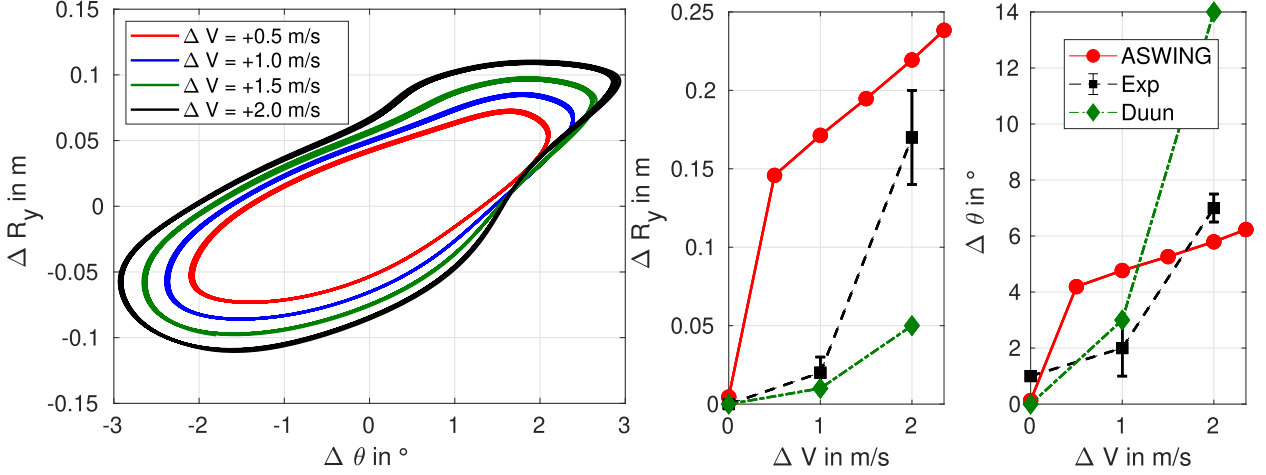 0.15
0.1
0.05
0
-0.05
-0.1
-0.15
Δ R_y in m
Δ V = +0.5 m/s
Δ V = +1.0 m/s
Δ V = +1.5 m/s
Δ V = +2.0 m/s
-3 -2 -1 0 1 2 3
Δ θ in °
0.25
0.2
0.15
0.1
0.05
0
Δ R_y in m
0 1 2
Δ V in m/s
14
12
10
8
6
4
2
0
Δ θ in °
ASWING
Exp
Duun
0 1 2
Δ V in m/s